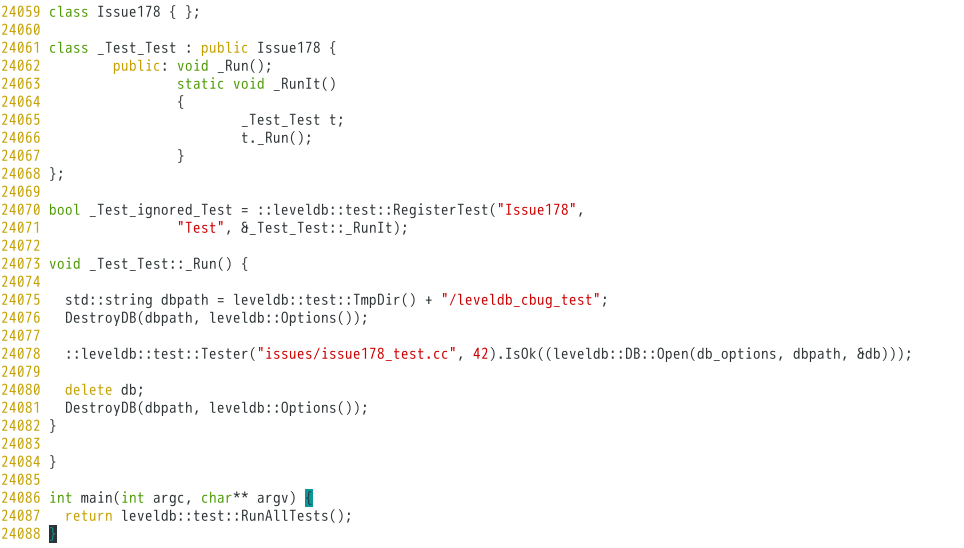 24059 class Issue178 { };
24060
24061 class _Test_Test : public Issue178 {
24062         public: void _Run();
24063                 static void _RunIt()
24064                 {
24065                         _Test_Test t;
24066                         t._Run();
24067                 }
24068 };
24069
24070 bool _Test_ignored_Test = ::leveldb::test::RegisterTest("Issue178",
24071                 "Test", &_Test_Test::_RunIt);
24072
24073 void _Test_Test::_Run() {
24074
24075   std::string dbpath = leveldb::test::TmpDir() + "/leveldb_cbug_test";
24076   DestroyDB(dbpath, leveldb::Options());
24077
24078   ::leveldb::test::Tester("issues/issue178_test.cc", 42).IsOk((leveldb::DB::Open(db_options, dbpath, &db)));
24079
24080   delete db;
24081   DestroyDB(dbpath, leveldb::Options());
24082 }
24083
24084 }
24085
24086 int main(int argc, char** argv) {
24087   return leveldb::test::RunAllTests();
24088 }